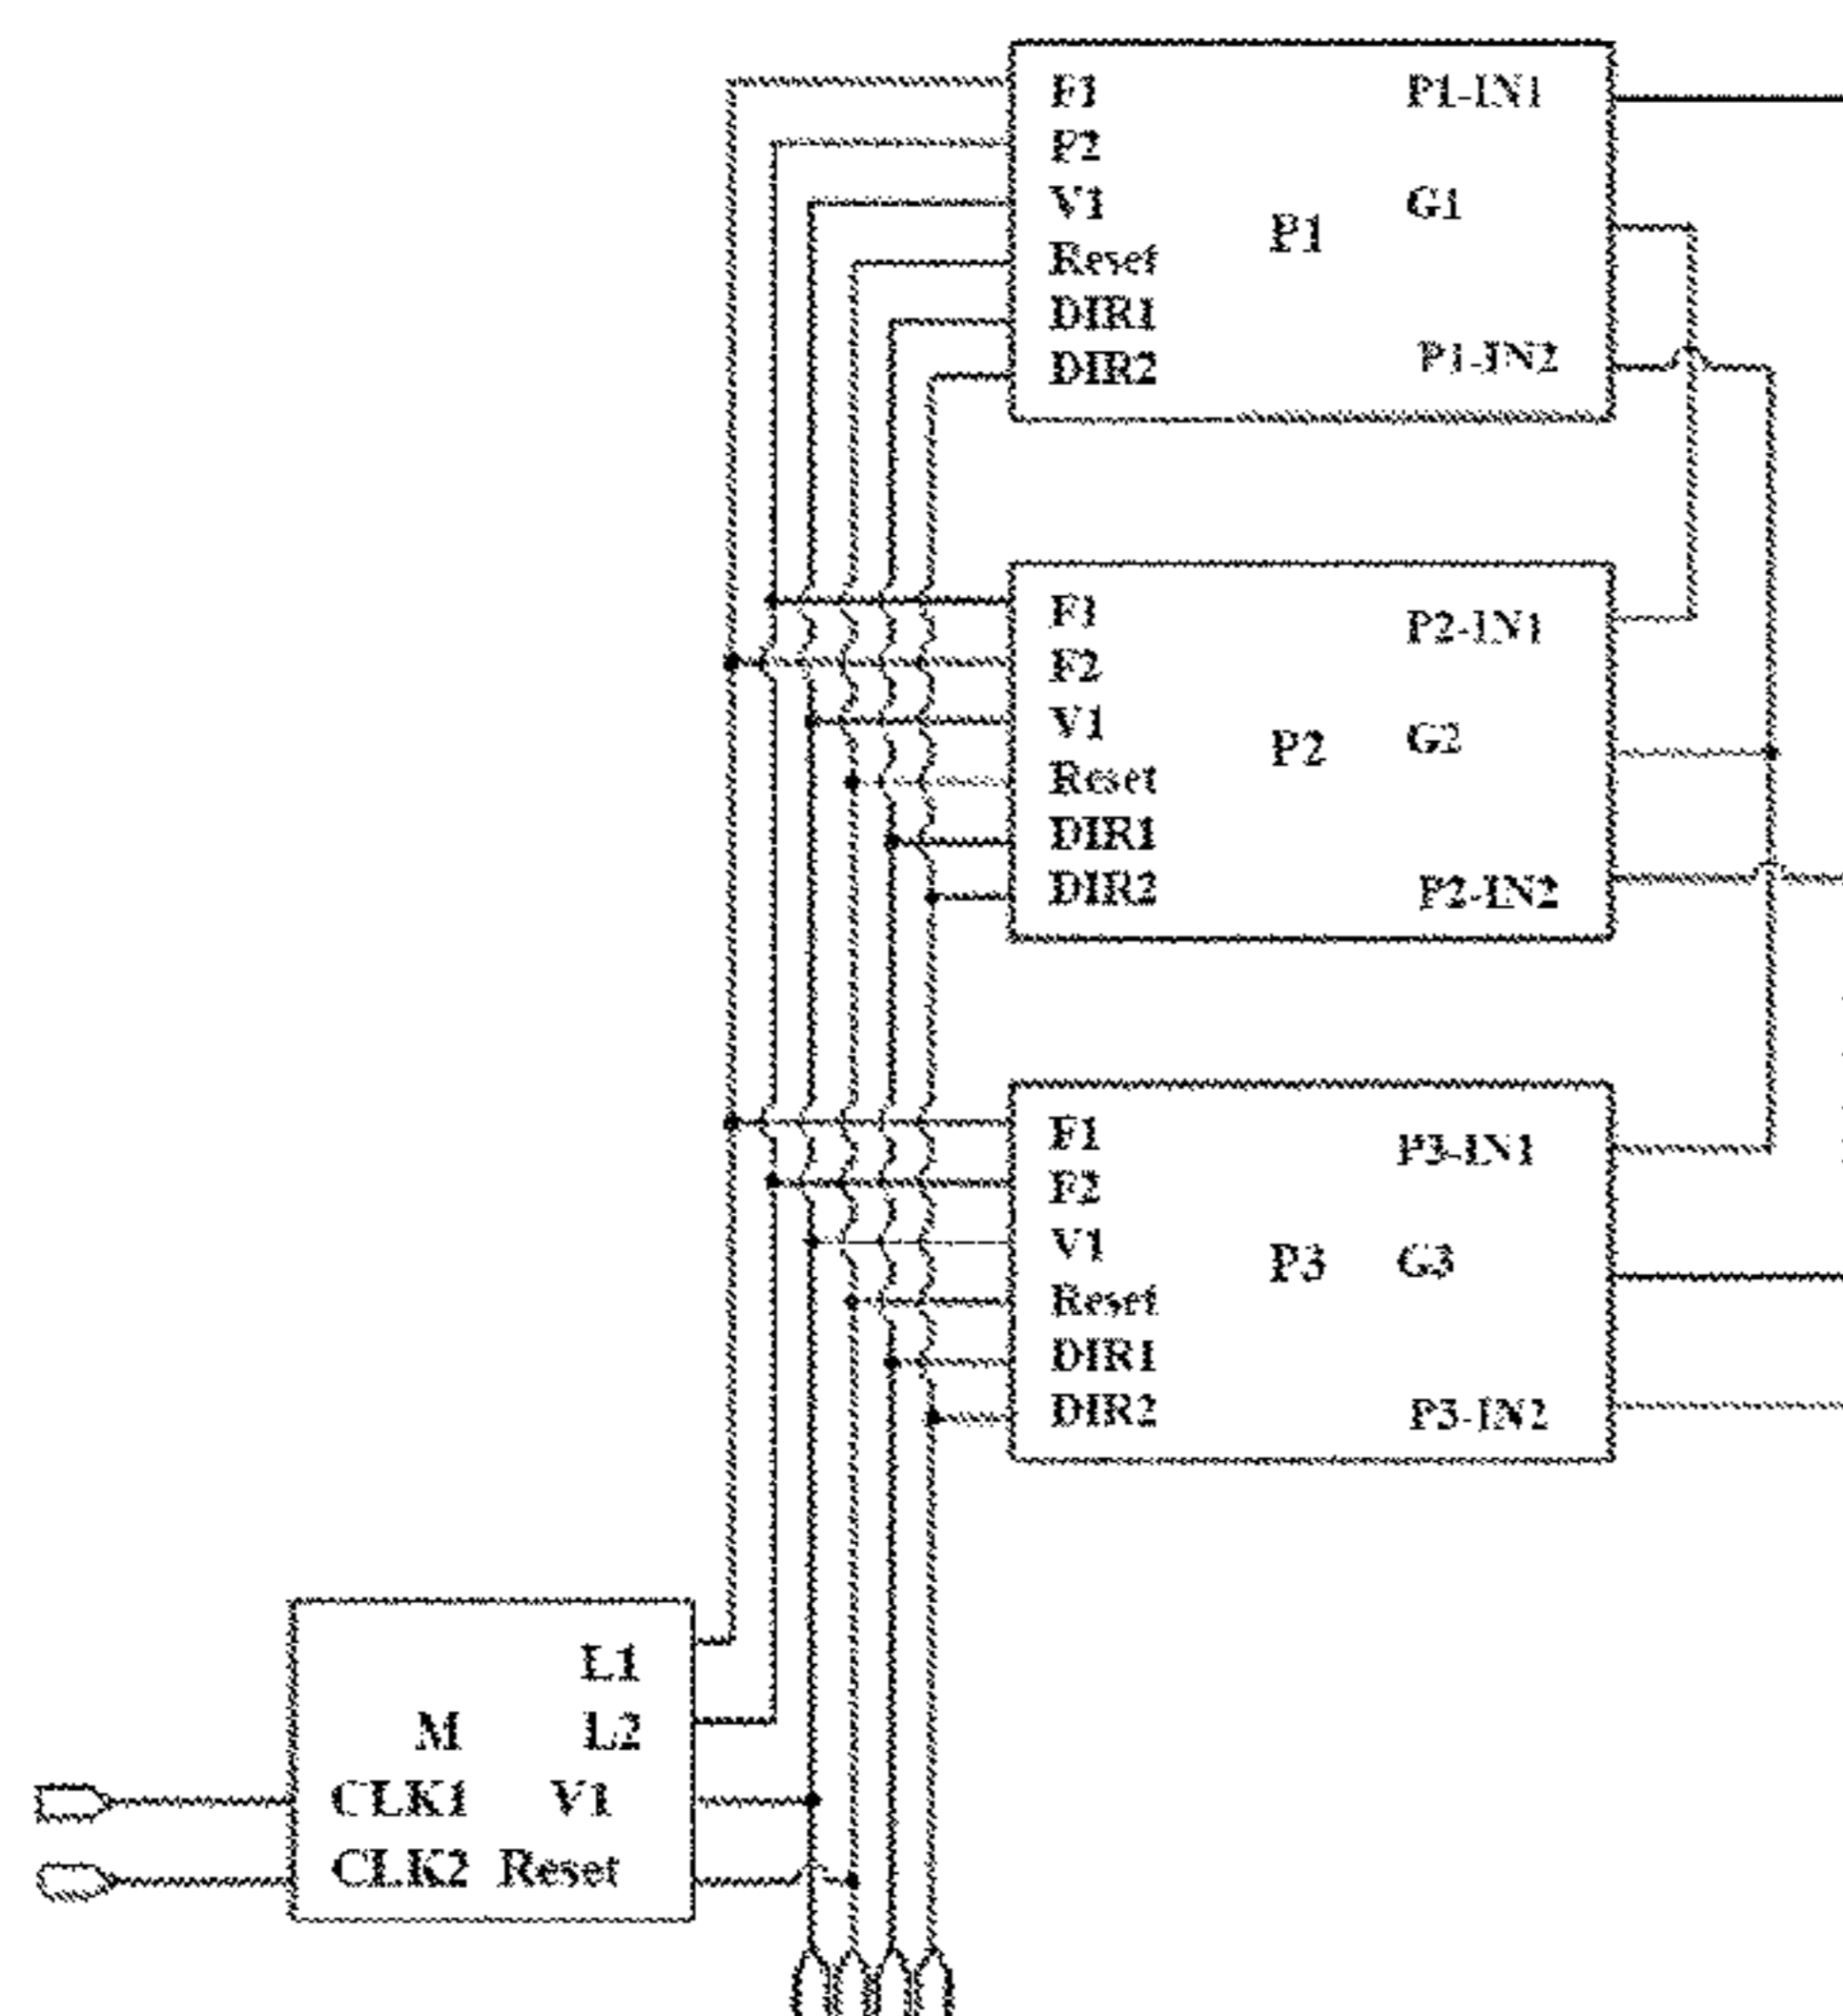 F1 P1-IN1
F2
V1 G1
P1
Reset
DIR1
DIR2 P1-IN2
F1 P2-IN1
F2
V1 G2
P2
Reset
DIR1
DIR2 P2-IN2
F1 P3-IN1
F2
V1 P3 G3
Reset
DIR1
DIR2 P3-IN2
L1
M L2
CLK1 V1
CLK2 Reset